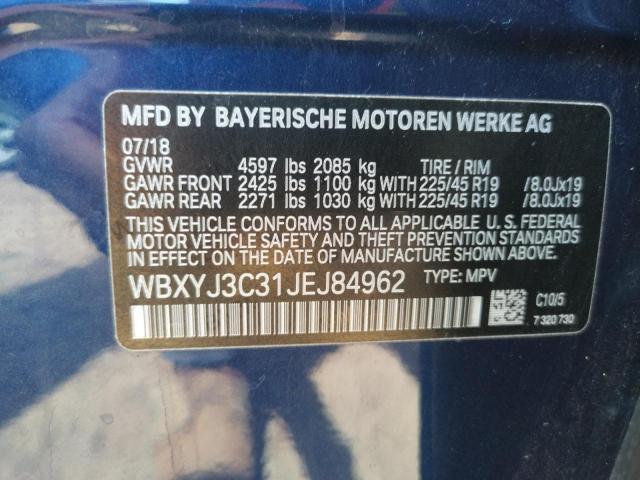 MFD BY BAYERISCHE MOTOREN WERKE AG
07/18
GVWR 4597 lbs 2085 kg TIRE / RIM
GAWR FRONT 2425 lbs 1100 kg WITH 225/45 R19 /8.0Jx19
GAWR REAR 2271 lbs 1030 kg WITH 225/45 R19 /8.0Jx19
THIS VEHICLE CONFORMS TO ALL APPLICABLE U. S. FEDERAL
MOTOR VEHICLE SAFETY AND THEFT PREVENTION STANDARDS
IN EFFECT ON THE DATE OF MANUFACTURE SHOWN ABOVE.
WBXYJ3C31JEJ84962 TYPE: MPV
C10/5
7 320 730